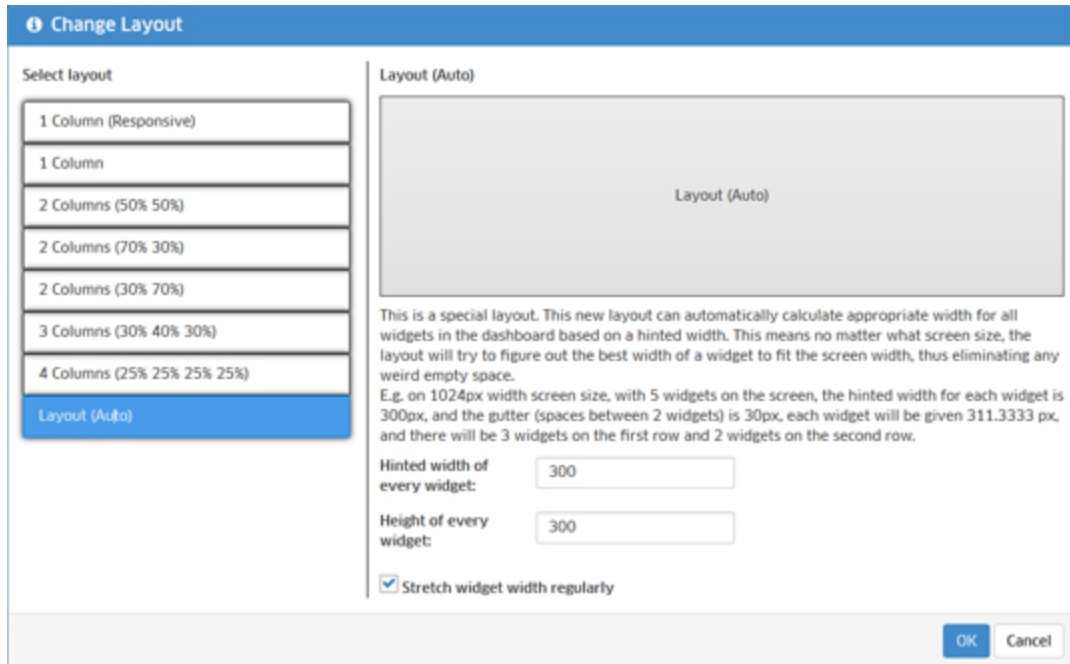 Change Layout
Select layout
1 Column (Responsive)
1 Column
2 Columns (50% 50%)
2 Columns (70% 30%)
2 Columns (30% 70%)
3 Columns (30% 40% 30%)
4 Columns (25% 25% 25% 25%)
Layout (Auto)
Layout (Auto)
Layout (Auto)
This is a special layout. This new layout can automatically calculate appropriate width for all
widgets in the dashboard based on a hinted width. This means no matter what screen size, the
layout will try to figure out the best width of a widget to fit the screen width, thus eliminating any
weird empty space.
E.g. on 1024px width screen size, with 5 widgets on the screen, the hinted width for each widget is
300px, and the gutter (spaces between 2 widgets) is 30px, each widget will be given 311.3333 px,
and there will be 3 widgets on the first row and 2 widgets on the second row.
Hinted width of
every widget:
300
Height of every
widget:
300
Stretch widget width regularly
OK
Cancel